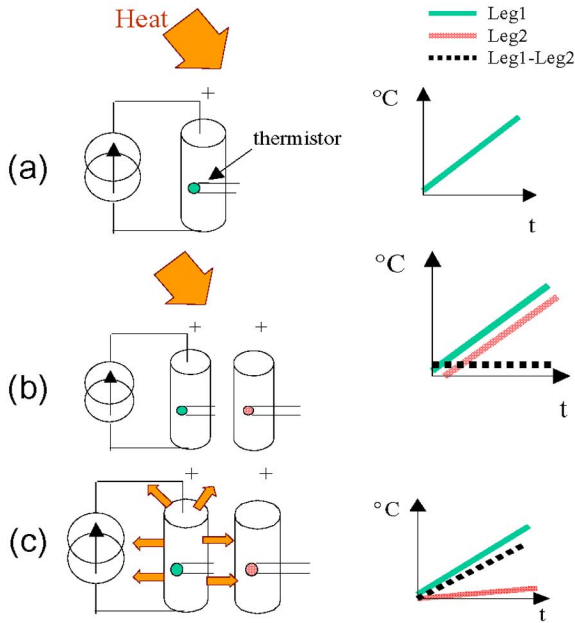 Heat
Leg1
Leg2
Leg1-Leg2
(a)
+
thermistor
°C
t
(b)
+
+
°C
t
(c)
+
+
°C
t